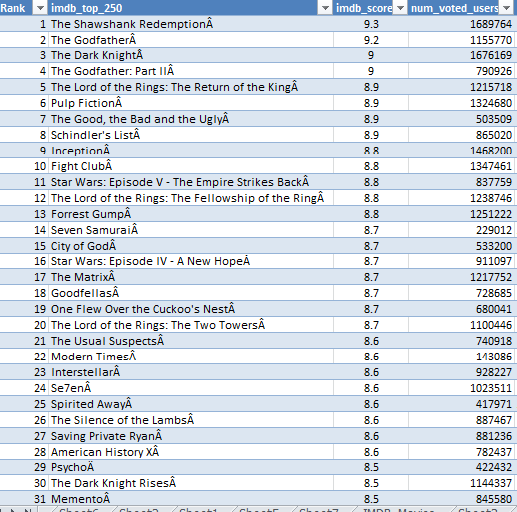 Rank imdb_top_250 imdb_score num_voted_users
1 The Shawshank RedemptionÂ 9.3 1689764
2 The GodfatherÂ 9.2 1155770
3 The Dark KnightÂ 9 1676169
4 The Godfather: Part IIÂ 9 790926
5 The Lord of the Rings: The Return of the KingÂ 8.9 1215718
6 Pulp FictionÂ 8.9 1324680
7 The Good, the Bad and the UglyÂ 8.9 503509
8 Schindler's ListÂ 8.9 865020
9 InceptionÂ 8.8 1468200
10 Fight ClubÂ 8.8 1347461
11 Star Wars: Episode V - The Empire Strikes BackÂ 8.8 837759
12 The Lord of the Rings: The Fellowship of the RingÂ 8.8 1238746
13 Forrest GumpÂ 8.8 1251222
14 Seven SamuraiÂ 8.7 229012
15 City of GodÂ 8.7 533200
16 Star Wars: Episode IV - A New HopeÂ 8.7 911097
17 The MatrixÂ 8.7 1217752
18 GoodfellasÂ 8.7 728685
19 One Flew Over the Cuckoo's NestÂ 8.7 680041
20 The Lord of the Rings: The Two TowersÂ 8.7 1100446
21 The Usual SuspectsÂ 8.6 740918
22 Modern TimesÂ 8.6 143086
23 InterstellarÂ 8.6 928227
24 Se7enÂ 8.6 1023511
25 Spirited AwayÂ 8.6 417971
26 The Silence of the LambsÂ 8.6 887467
27 Saving Private RyanÂ 8.6 881236
28 American History XÂ 8.6 782437
29 PsychoÂ 8.5 422432
30 The Dark Knight RisesÂ 8.5 1144337
31 MementoÂ 8.5 845580